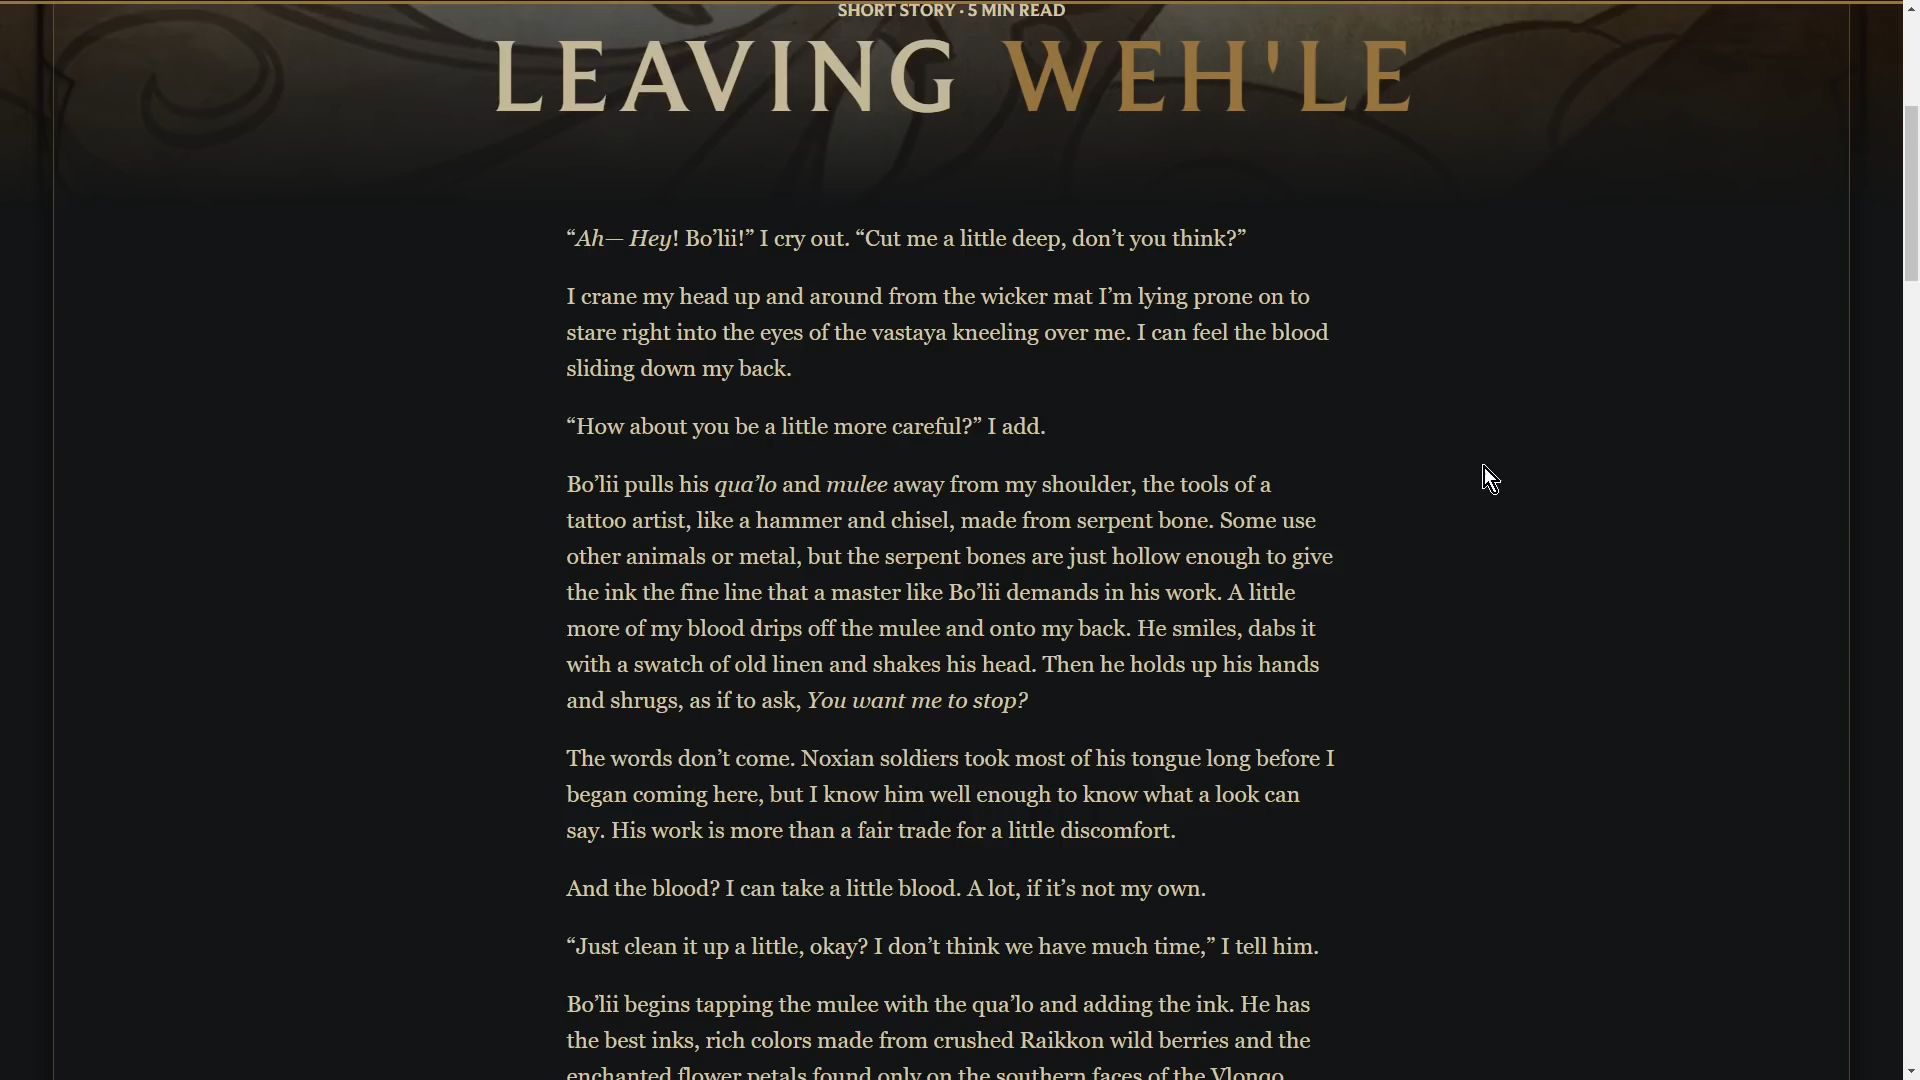 SHORT STORY · 5 MIN READ
LEAVING WEH'LE
“Ah— Hey! Bo’lii!” I cry out. “Cut me a little deep, don’t you think?”
I crane my head up and around from the wicker mat I’m lying prone on to
stare right into the eyes of the vastaya kneeling over me. I can feel the blood
sliding down my back.
“How about you be a little more careful?” I add.
Bo’lii pulls his qua’lo and mulee away from my shoulder, the tools of a
tattoo artist, like a hammer and chisel, made from serpent bone. Some use
other animals or metal, but the serpent bones are just hollow enough to give
the ink the fine line that a master like Bo’lii demands in his work. A little
more of my blood drips off the mulee and onto my back. He smiles, dabs it
with a swatch of old linen and shakes his head. Then he holds up his hands
and shrugs, as if to ask, You want me to stop?
The words don’t come. Noxian soldiers took most of his tongue long before I
began coming here, but I know him well enough to know what a look can
say. His work is more than a fair trade for a little discomfort.
And the blood? I can take a little blood. A lot, if it’s not my own.
“Just clean it up a little, okay? I don’t think we have much time,” I tell him.
Bo’lii begins tapping the mulee with the qua’lo and adding the ink. He has
the best inks, rich colors made from crushed Raikkon wild berries and the
enchanted flower petals found only on the southern faces of the Vlonqo